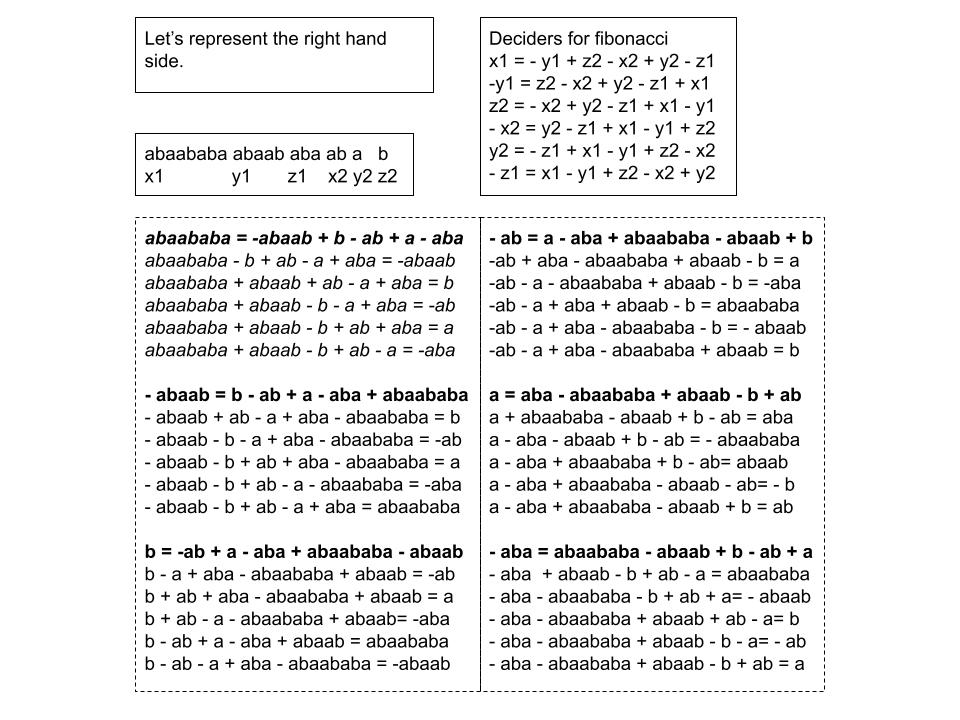 Let's represent the right hand
side.
Deciders for fibonacci
x1 = - y1 + z2 - x2 + y2 - z1
-y1 = z2 - x2 + y2 - z1 + x1
z2 = - x2 + y2 - z1 + x1 - y1
- x2 = y2 - z1 + x1 - y1 + z2
y2 = - z1 + x1 - y1 + z2 - x2
- z1 = x1 - y1 + z2 - x2 + y2
abaababa abaab aba ab a b
x1 y1 z1 x2 y2 z2
abaababa = -abaab + b - ab + a - aba
abaababa - b + ab - a + aba = -abaab
abaababa + abaab + ab - a + aba = b
abaababa + abaab - b - a + aba = -ab
abaababa + abaab - b + ab + aba = a
abaababa + abaab - b + ab - a = -aba
- abaab = b - ab + a - aba + abaababa
- abaab + ab - a + aba - abaababa = b
- abaab - b - a + aba - abaababa = -ab
- abaab - b + ab + aba - abaababa = a
- abaab - b + ab - a - abaababa = -aba
- abaab - b + ab - a + aba = abaababa
b = -ab + a - aba + abaababa - abaab
b - a + aba - abaababa + abaab = -ab
b + ab + aba - abaababa + abaab = a
b + ab - a - abaababa + abaab= -aba
b - ab + a - aba + abaab = abaababa
b - ab - a + aba - abaababa = -abaab
- ab = a - aba + abaababa - abaab + b
-ab + aba - abaababa + abaab - b = a
-ab - a - abaababa + abaab - b = -aba
-ab - a + aba + abaab - b = abaababa
-ab - a + aba - abaababa - b = - abaab
-ab - a + aba - abaababa + abaab = b
a = aba - abaababa + abaab - b + ab
a + abaababa - abaab + b - ab = aba
a - aba - abaab + b - ab = - abaababa
a - aba + abaababa + b - ab= abaab
a - aba + abaababa - abaab - ab= - b
a - aba + abaababa - abaab + b = ab
- aba = abaababa - abaab + b - ab + a
- aba + abaab - b + ab - a = abaababa
- aba - abaababa - b + ab + a= - abaab
- aba - abaababa + abaab + ab - a= b
- aba - abaababa + abaab - b - a= - ab
- aba - abaababa + abaab - b + ab = a